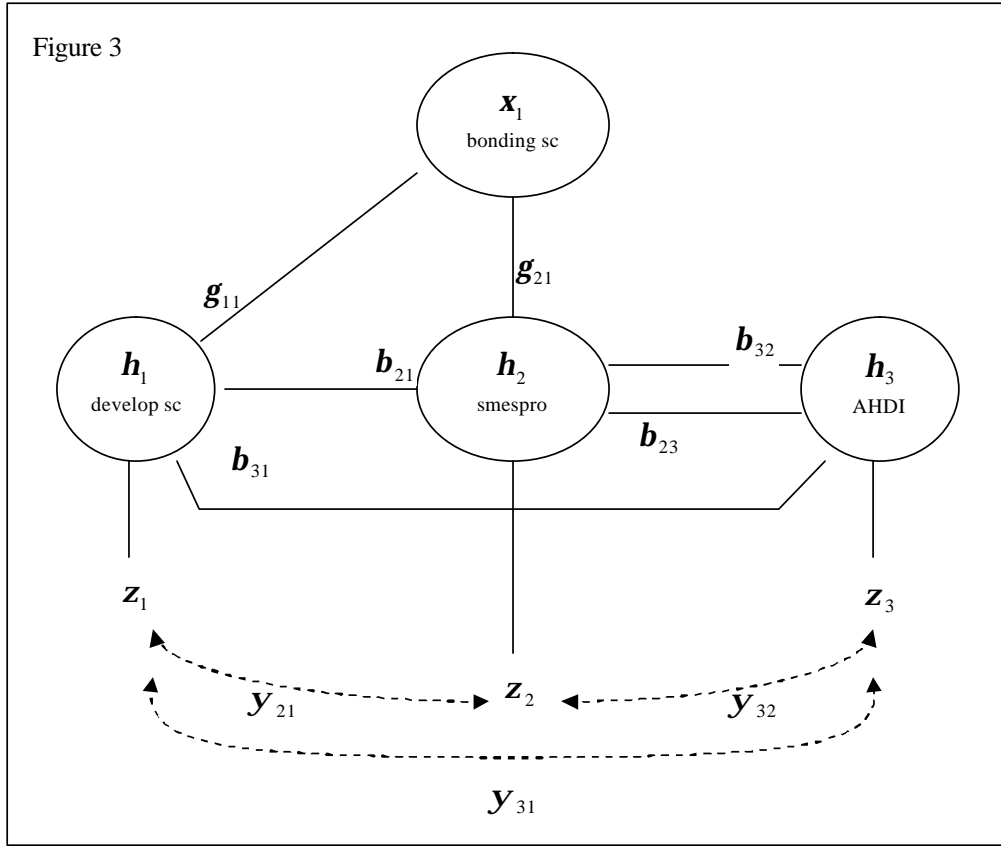 Figure 3
x1
bonding sc
g21
g11
b32
b21
h1
develop sc
h2
smespro
h3
AHDI
b23
b31
z1
z3
z2
y21
y32
y31